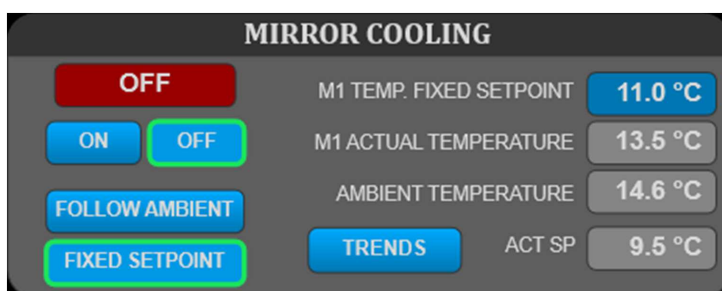 MIRROR COOLING
OFF
M1 TEMP. FIXED SETPOINT 11.0 °C
ON OFF
M1 ACTUAL TEMPERATURE 13.5 °C
FOLLOW AMBIENT
AMBIENT TEMPERATURE 14.6 °C
FIXED SETPOINT
TRENDS
ACT SP 9.5 °C